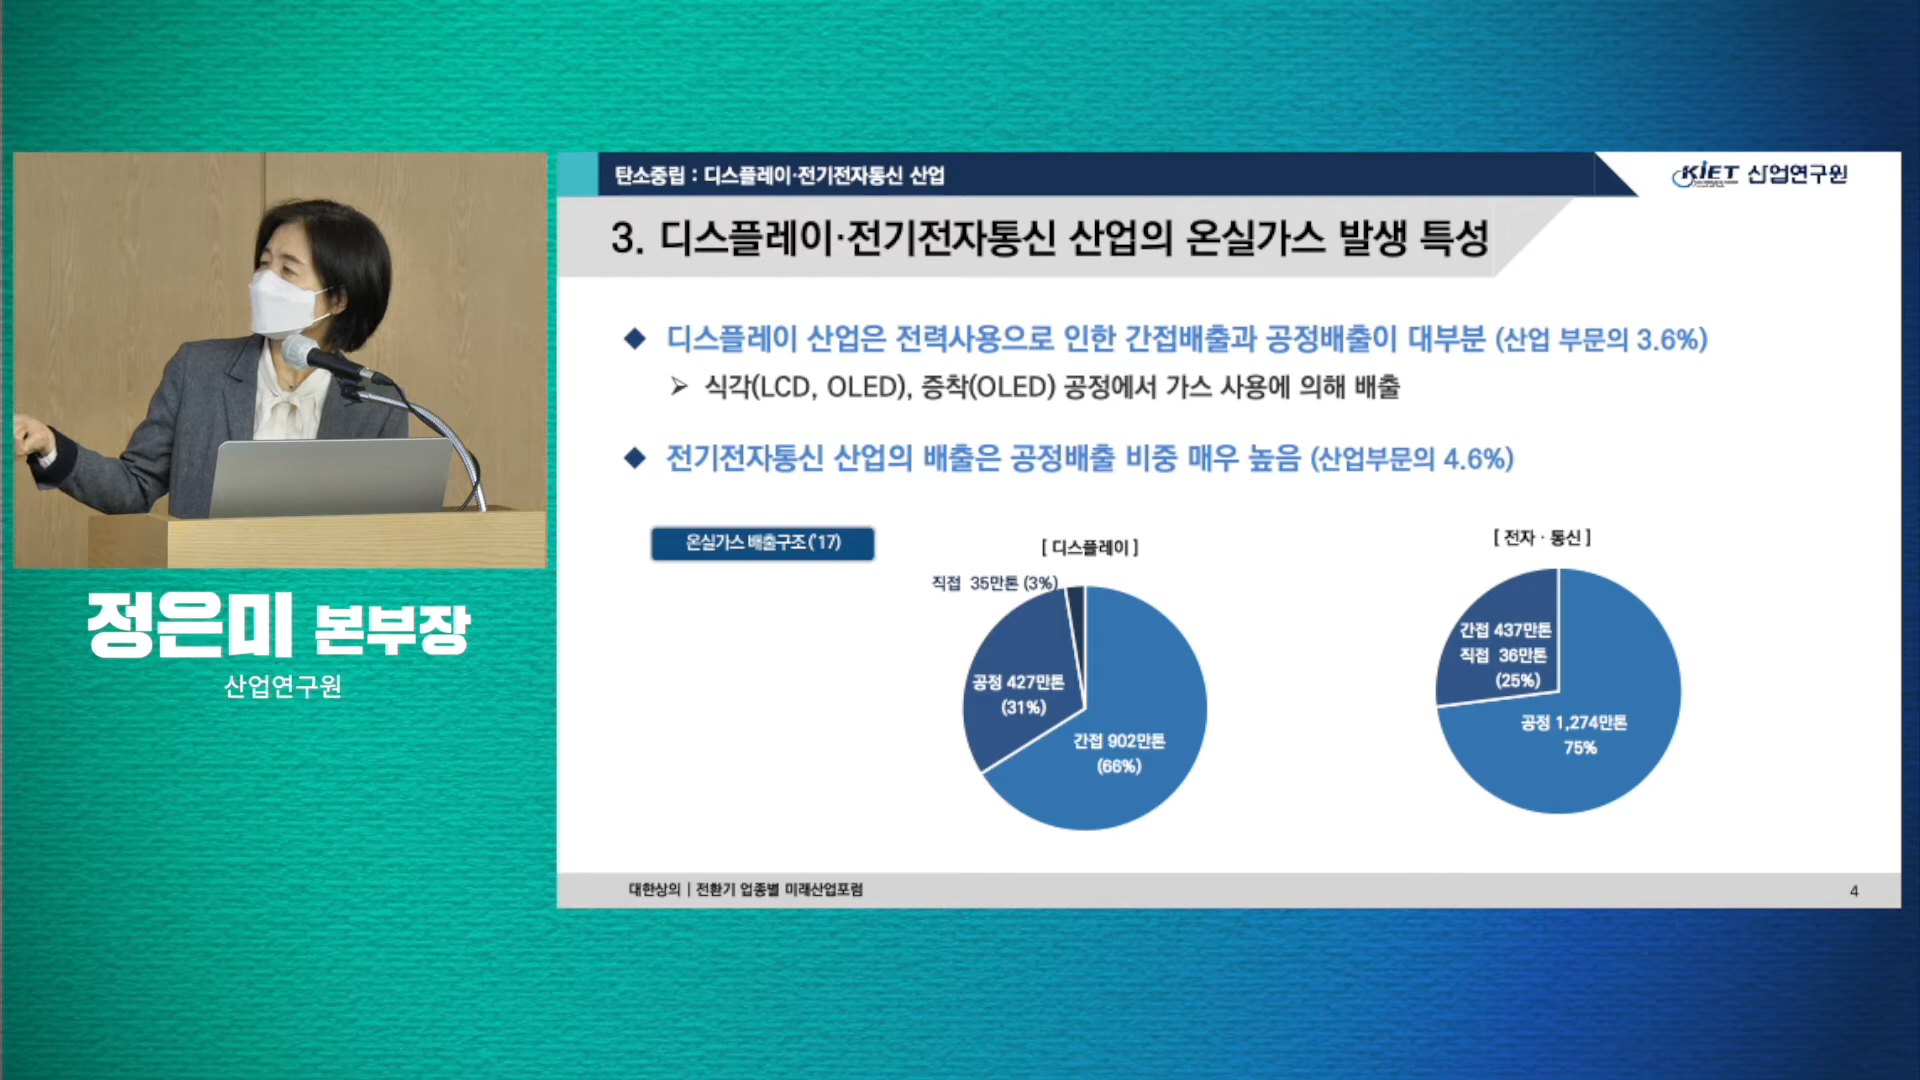 탄소중립 : 디스플레이·전기전자통신 산업
KIET 산업연구원
3. 디스플레이·전기전자통신 산업의 온실가스 발생 특성
◆ 디스플레이 산업은 전력사용으로 인한 간접배출과 공정배출이 대부분 (산업 부문의 3.6%)
➢ 식각(LCD, OLED), 증착(OLED) 공정에서 가스 사용에 의해 배출
◆ 전기전자통신 산업의 배출은 공정배출 비중 매우 높음 (산업부문의 4.6%)
온실가스 배출구조('17)
[ 디스플레이 ]
직접 35만톤 (3%)
공정 427만톤
(31%)
간접 902만톤
(66%)
[ 전자 · 통신 ]
간접 437만톤
직접 36만톤
(25%)
공정 1,274만톤
75%
대한상의 | 전환기 업종별 미래산업포럼
4
정은미 본부장
산업연구원